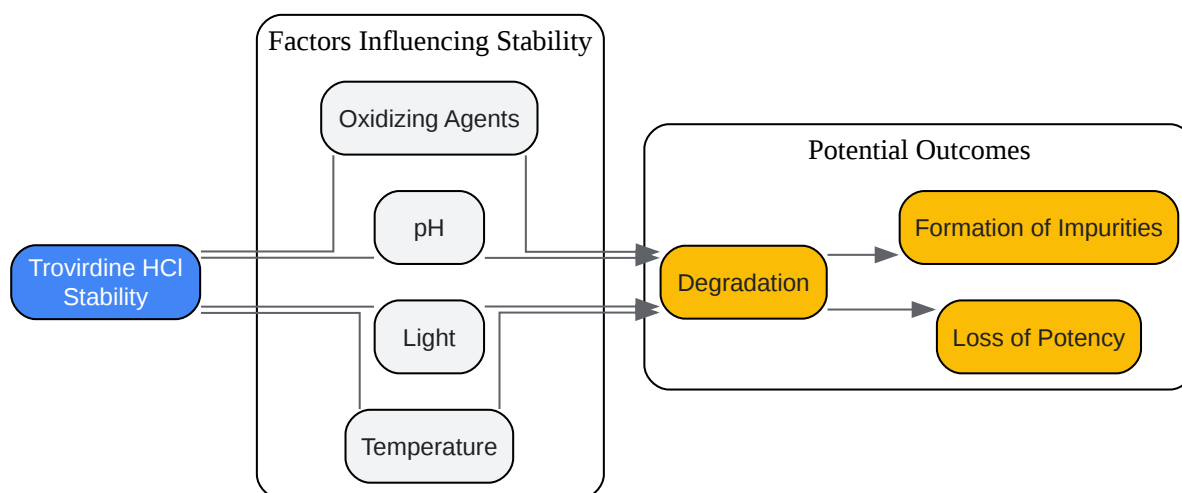 Factors Influencing Stability
Oxidizing Agents
pH
Light
Temperature
Trovirdine HCl
Stability
Potential Outcomes
Degradation
Formation of Impurities
Loss of Potency